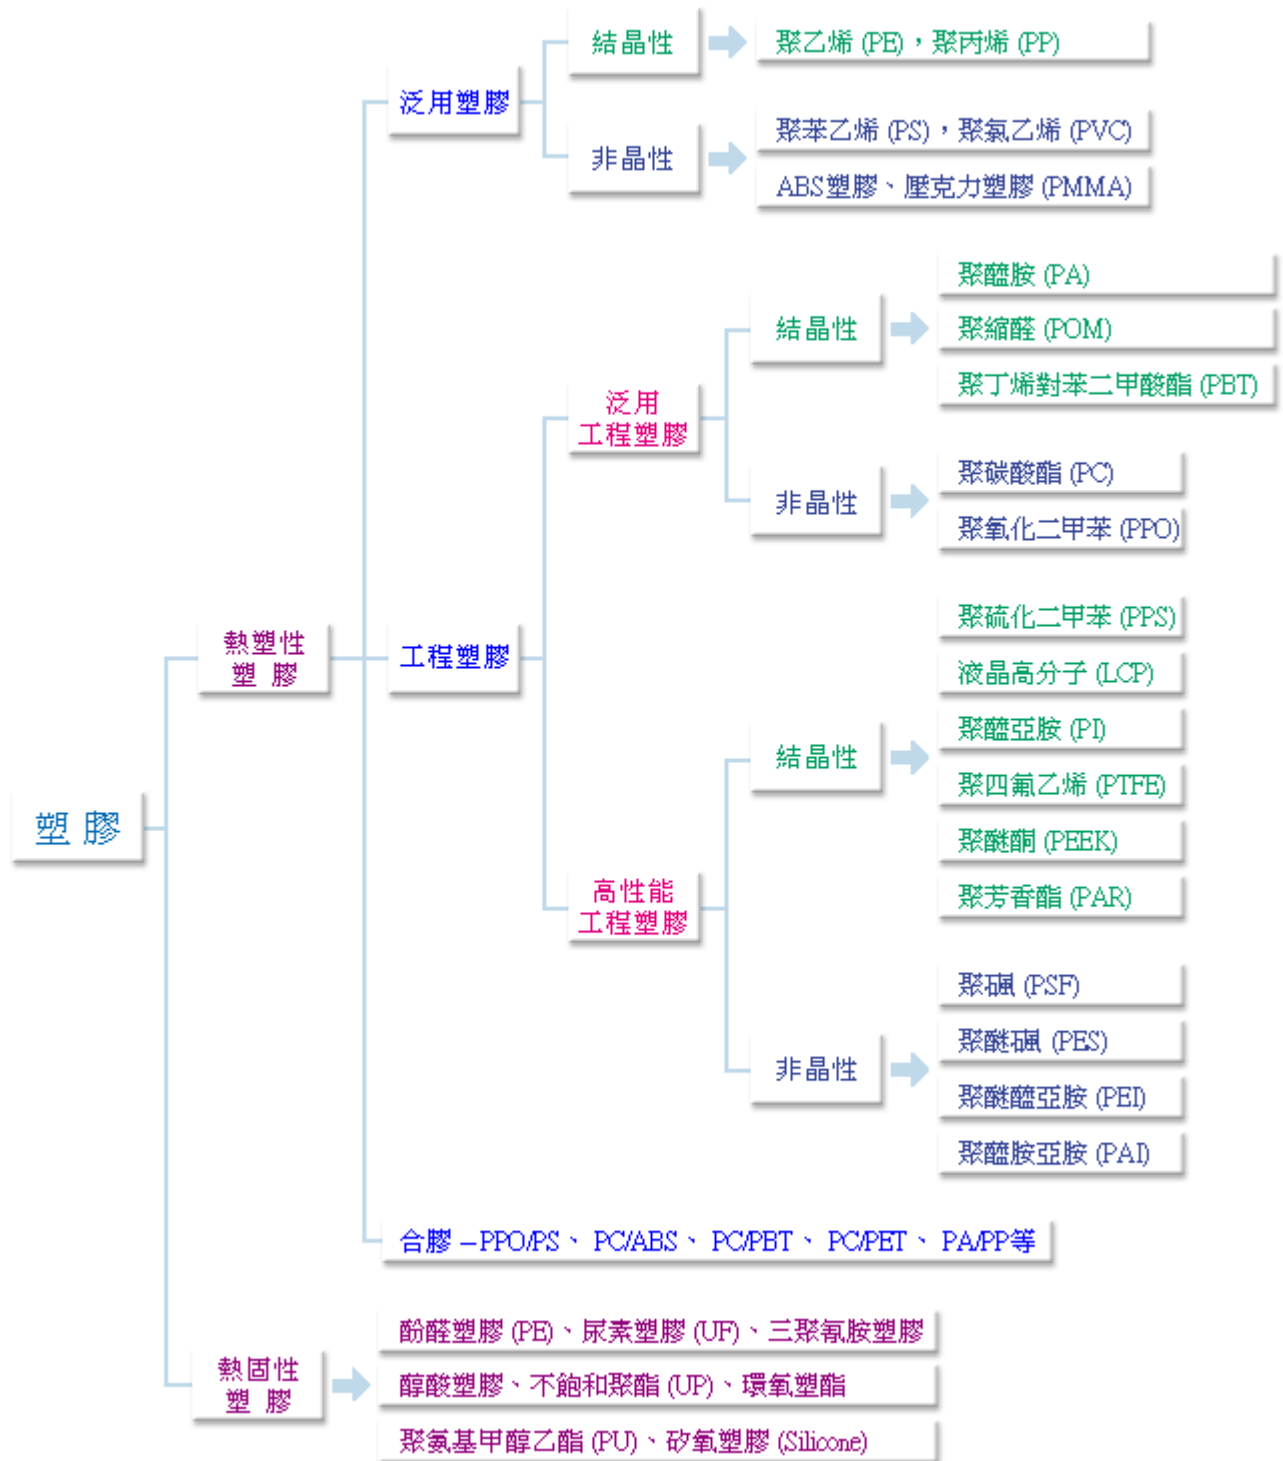 塑 膠
熱塑性
塑 膠
泛用塑膠
結晶性
聚乙烯 (PE)，聚丙烯 (PP)
非晶性
聚苯乙烯 (PS)，聚氯乙烯 (PVC)
ABS塑膠、壓克力塑膠 (PMMA)
工程塑膠
泛用
工程塑膠
結晶性
聚醯胺 (PA)
聚縮醛 (POM)
聚丁烯對苯二甲酸酯 (PBT)
非晶性
聚碳酸酯 (PC)
聚氧化二甲苯 (PPO)
高性能
工程塑膠
結晶性
聚硫化二甲苯 (PPS)
液晶高分子 (LCP)
聚醯亞胺 (PI)
聚四氟乙烯 (PTFE)
聚醚酮 (PEEK)
聚芳香酯 (PAR)
非晶性
聚碸 (PSF)
聚醚碸 (PES)
聚醚醯亞胺 (PEI)
聚醯胺亞胺 (PAI)
合膠 –PPO/PS、 PC/ABS、 PC/PBT、 PC/PET、 PA/PP等
熱固性
塑 膠
酚醛塑膠 (PE)、尿素塑膠 (UF)、三聚氰胺塑膠
醇酸塑膠、不飽和聚酯 (UP)、環氧塑酯
聚氨基甲醇乙酯 (PU)、矽氧塑膠 (Silicone)